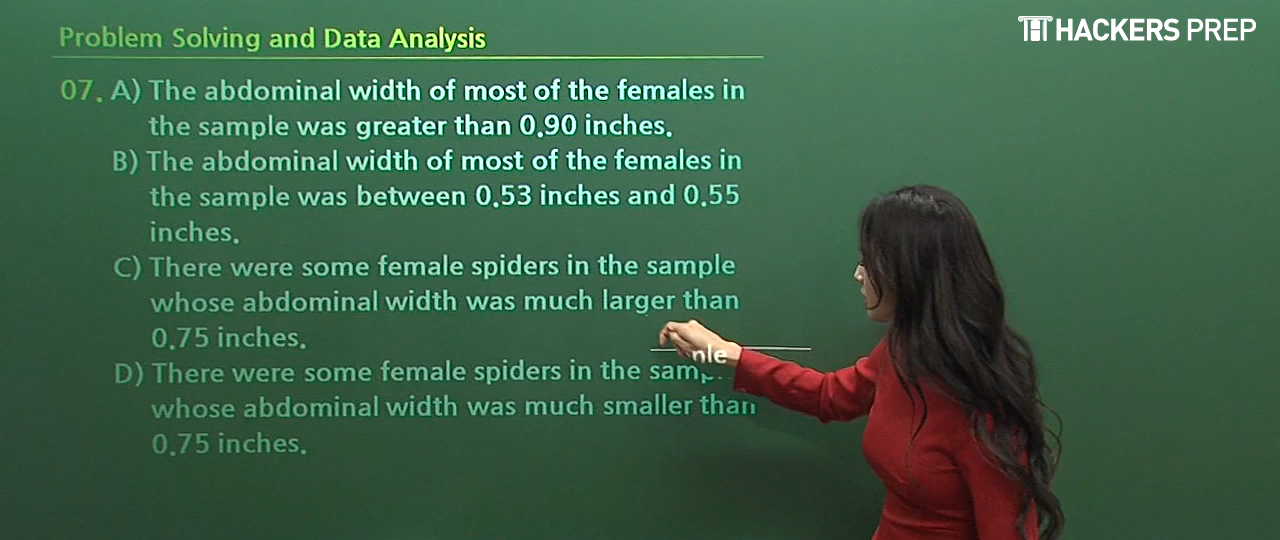 HACKERS PREP
Problem Solving and Data Analysis
07. A) The abdominal width of most of the females in
the sample was greater than 0.90 inches.
B) The abdominal width of most of the females in
the sample was between 0.53 inches and 0.55
inches.
C) There were some female spiders in the sample
whose abdominal width was much larger than
0.75 inches.
D) There were some female spiders in the sample
whose abdominal width was much smaller than
0.75 inches.